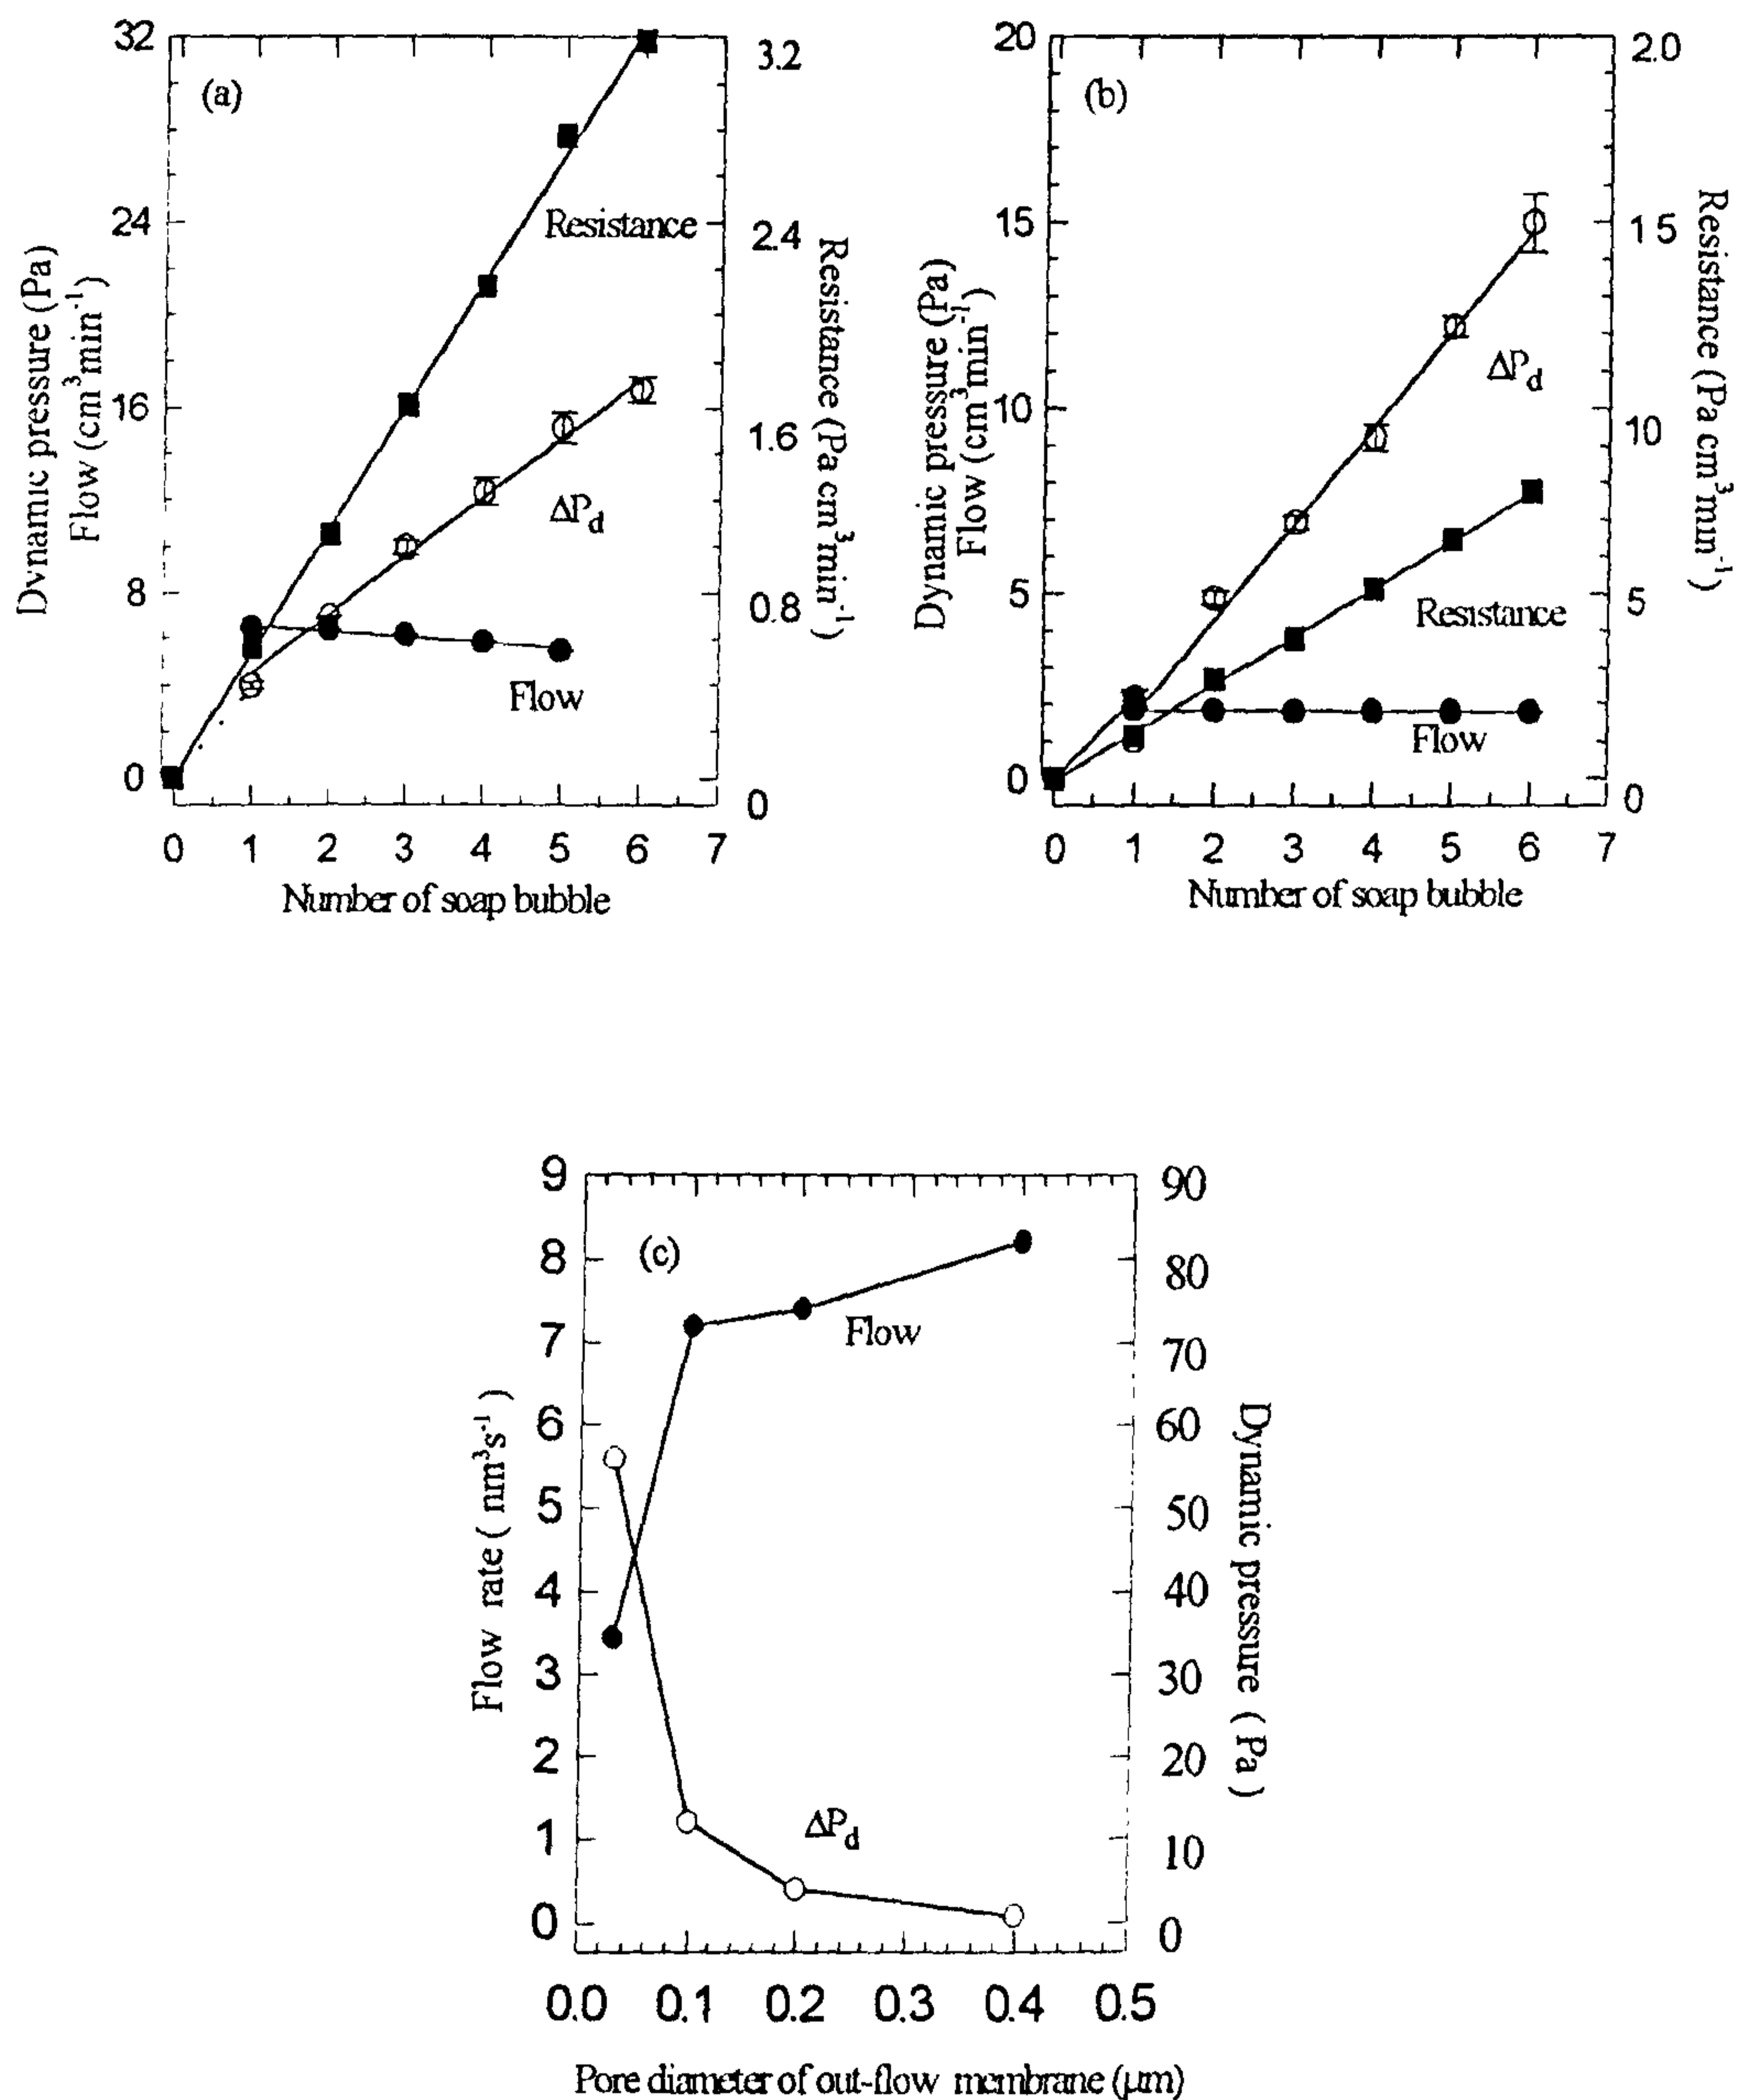 (a)
32
24
16
8
0
3.2
2.4
1.6
0.8
0
Dynamic pressure (Pa)
Flow (cm³min⁻¹)
Resistance (Pa cm³min⁻¹)
Resistance
ΔPd
Flow
0 1 2 3 4 5 6 7
Number of soap bubble
(b)
20
15
10
5
0
2.0
1 5
10
5
0
Dynamic pressure (Pa)
Flow (cm³min⁻¹)
Resistance (Pa cm³min⁻¹)
ΔPd
Resistance
Flow
0 1 2 3 4 5 6 7
Number of soap bubble
(c)
9
8
7
6
5
4
3
2
1
0
90
80
70
60
50
40
30
20
10
0
Flow rate ( nm³s⁻¹ )
Dynamic pressure ( Pa )
Flow
ΔPd
0.0 0.1 0.2 0.3 0.4 0.5
Pore diameter of out-flow membrane (μm)